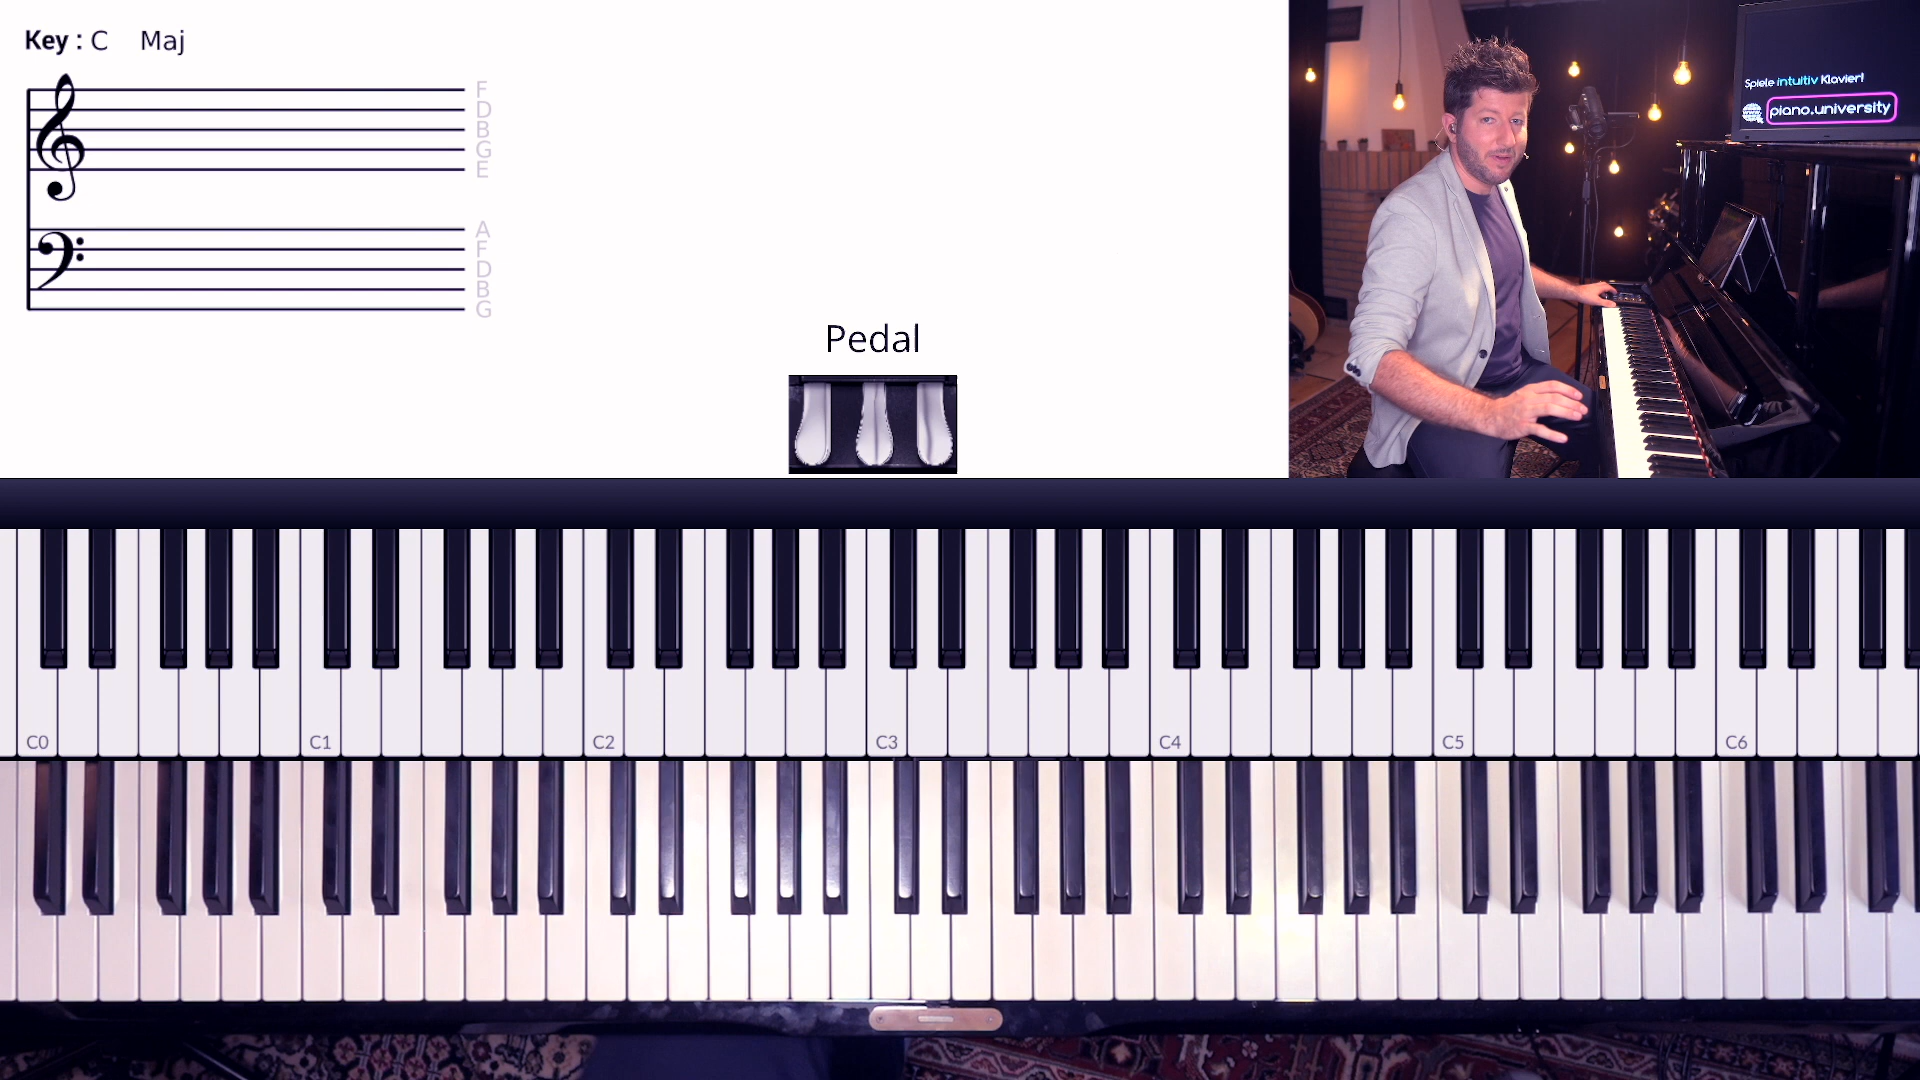 Key : C Maj
F
D
B
G
E
A
F
D
B
G
Pedal
Spiele intuitiv Klavier!
piano.university
C0 C1 C2 C3 C4 C5 C6